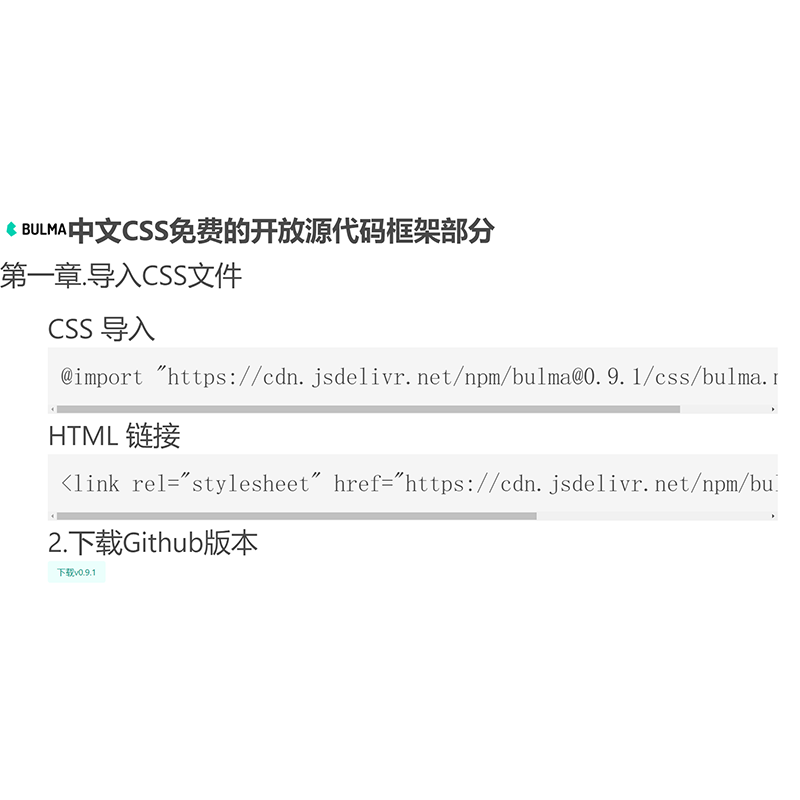 BULMA中文CSS免费的开放源代码框架部分
第一章.导入CSS文件
CSS 导入
@import "https://cdn.jsdelivr.net/npm/bulma@0.9.1/css/bulma.
HTML 链接
<link rel="stylesheet" href="https://cdn.jsdelivr.net/npm/bul
2.下载Github版本
下载v0.9.1